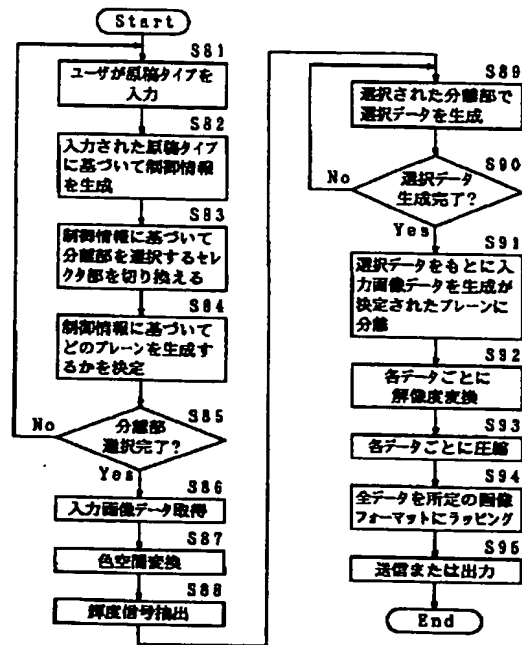 Start
S81
ユーザが原稿タイプを
入力
S82
入力された原稿タイプ
に基づいて制御情報
を生成
S83
制御情報に基づいて
分離部を選択するセレ
クタ部を切り換える
S84
制御情報に基づいて
どのプレーンを生成す
るかを決定
S85
分離部
選択完了?
No
Yes
S86
入力画像データ取得
S87
色空間変換
S88
輝度信号抽出
S89
選択された分離部で
選択データを生成
S90
選択データ
生成完了?
No
Yes
S91
選択データをもとに入
力画像データを生成が
決定されたプレーンに
分離
S92
各データごとに
解像度変換
S93
各データごとに圧縮
S94
全データを所定の画像
フォーマットにラッピング
S95
送信または出力
End